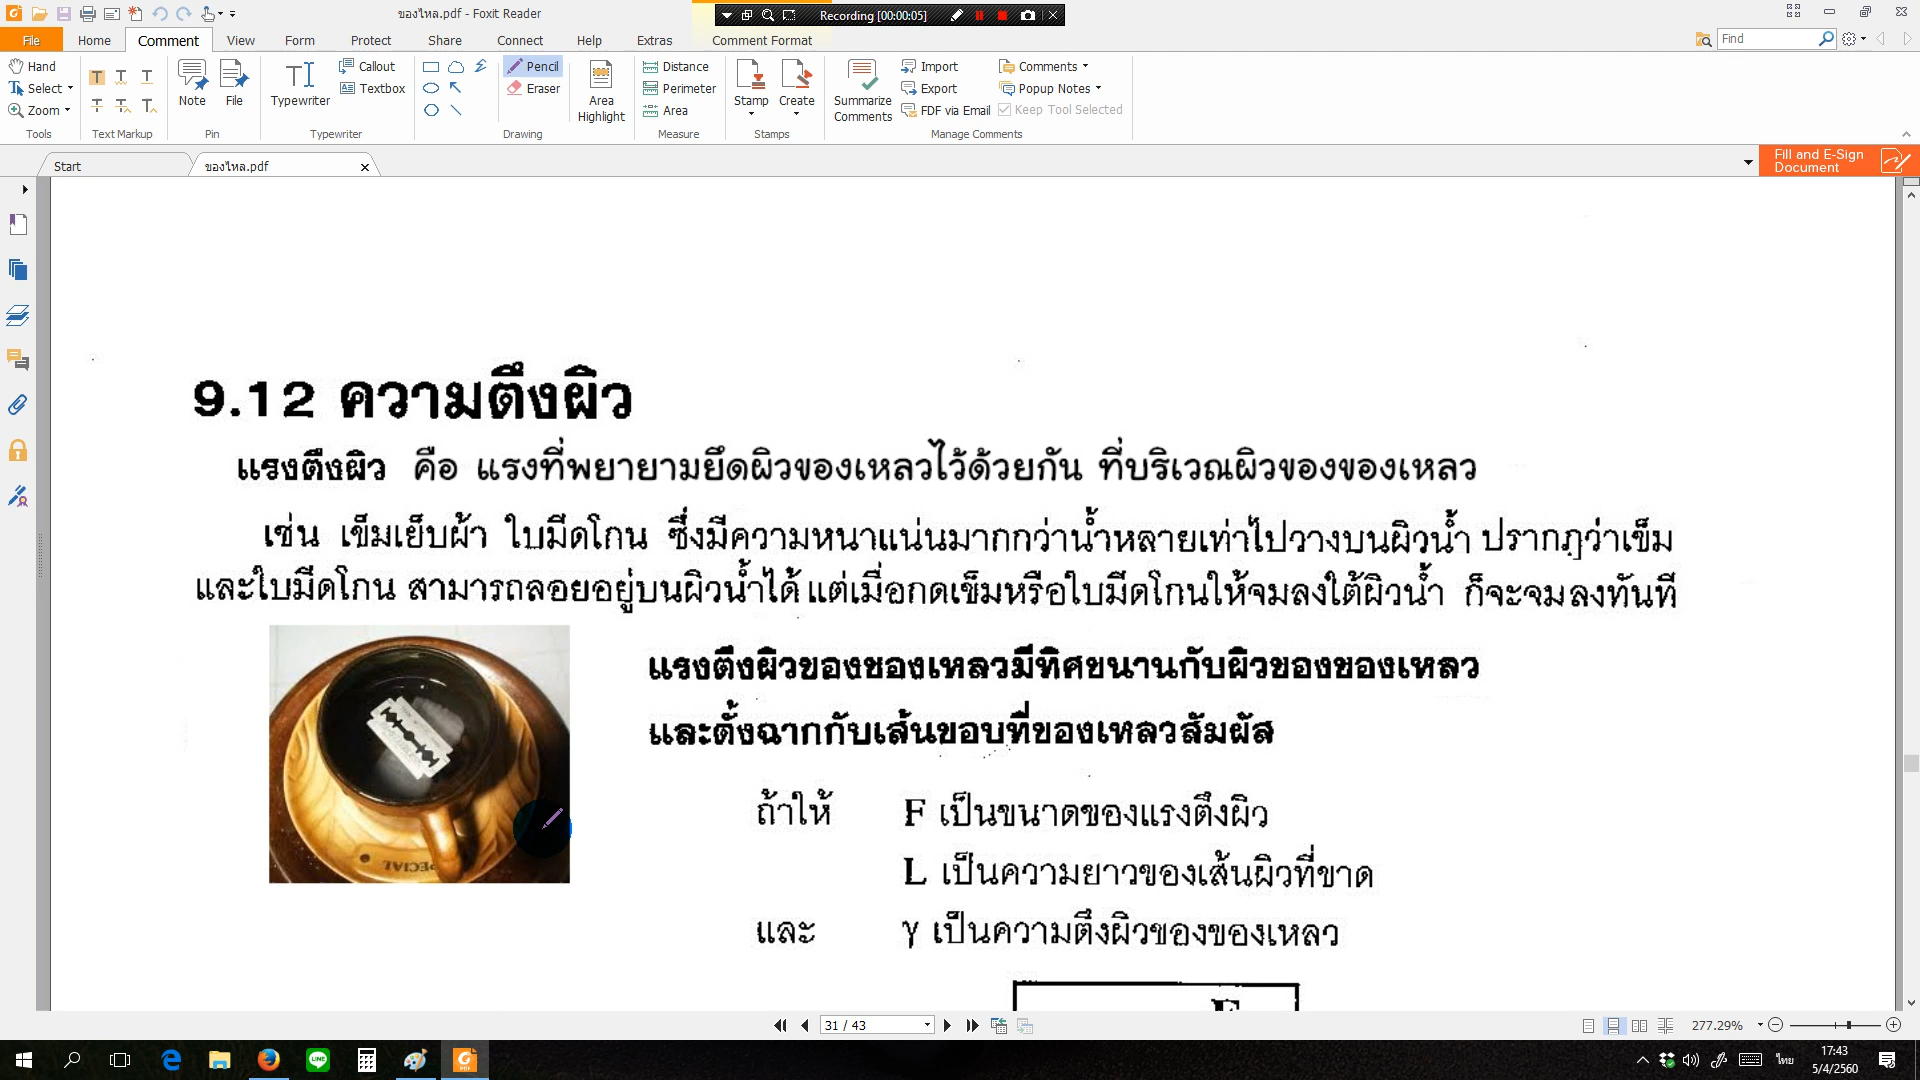 ของไหล.pdf - Foxit Reader
Recording [00:00:05]
File Home Comment View Form Protect Share Connect Help Extras Comment Format
Find
Hand
Select
Zoom
Tools
Text Markup
Note
File
Pin
Typewriter
Callout
Textbox
Typewriter
Pencil
Eraser
Drawing
Area Highlight
Distance
Perimeter
Area
Measure
Stamp
Create
Stamps
Summarize Comments
Import
Export
FDF via Email
Comments
Popup Notes
Keep Tool Selected
Manage Comments
Start
ของไหล.pdf
Fill and E-Sign
Document
9.12 ความตึงผิว
แรงตึงผิว คือ แรงที่พยายามยึดผิวของเหลวไว้ด้วยกัน ที่บริเวณผิวของของเหลว
เช่น เข็มเย็บผ้า ใบมีดโกน ซึ่งมีความหนาแน่นมากกว่าน้ำหลายเท่าไปวางบนผิวน้ำ ปรากฏว่าเข็ม
และใบมีดโกน สามารถลอยอยู่บนผิวน้ำได้ แต่เมื่อกดเข็มหรือใบมีดโกนให้จมลงใต้ผิวน้ำ ก็จะจมลงทันที
แรงตึงผิวของของเหลวมีทิศขนานกับผิวของของเหลว
และตั้งฉากกับเส้นขอบที่ของเหลวสัมผัส
ถ้าให้ F เป็นขนาดของแรงตึงผิว
L เป็นความยาวของเส้นผิวที่ขาด
และ γ เป็นความตึงผิวของของเหลว
31 / 43
277.29%
ไทย
17:43
5/4/2560